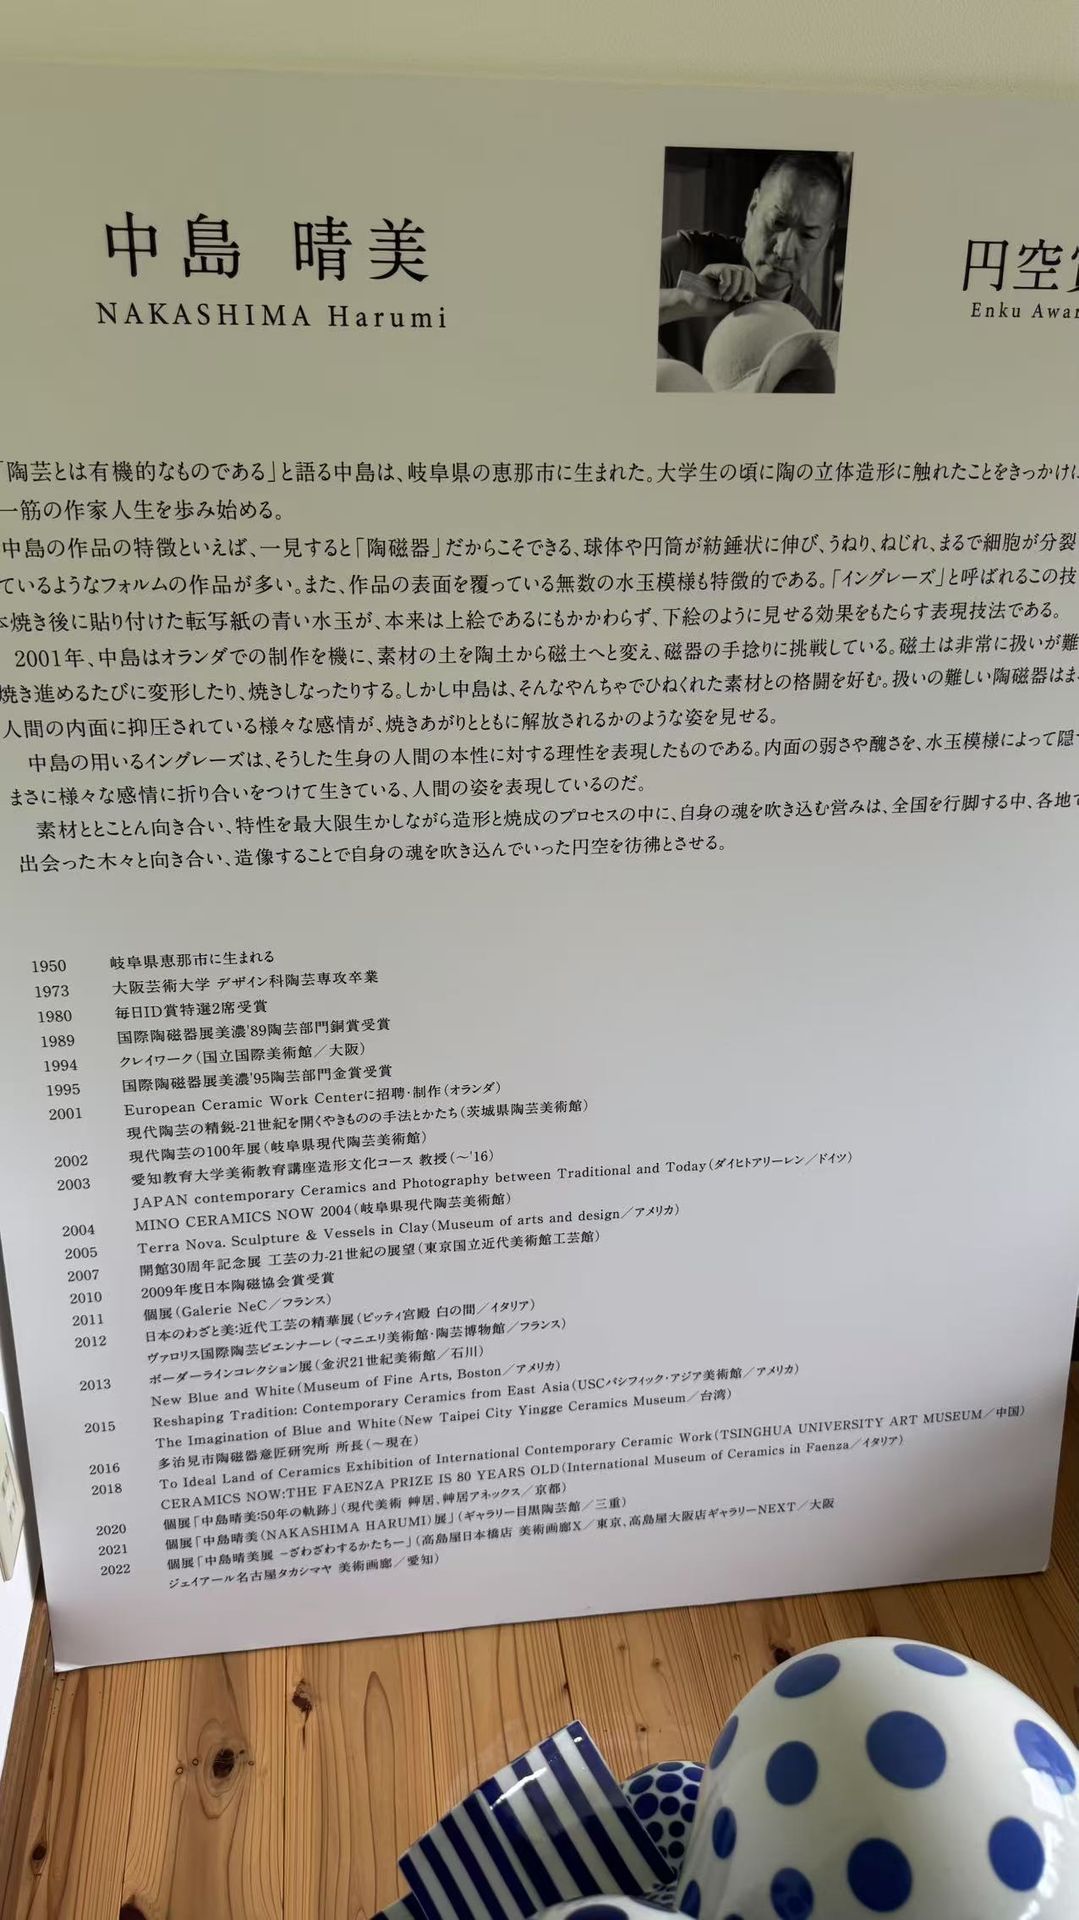 中島 晴美
NAKASHIMA Harumi
円空
Enku
「陶芸とは有機的なものである」と語る中島は、岐阜県の恵那市に生まれた。大学生の頃に陶の立体造形に触れたことをきっかけに
一筋の作家人生を歩み始める。
中島の作品の特徴といえば、一見すると「陶磁器」だからこそできる、球体や円筒が紡錘状に伸び、うねり、ねじれ、まるで細胞が分裂
ているようなフォルムの作品が多い。また、作品の表面を覆っている無数の水玉模様も特徴的である。「イングレーズ」と呼ばれるこの技
焼き後に貼り付けた転写紙の青い水玉が、本来は上絵であるにもかかわらず、下絵のように見せる効果をもたらす表現技法である。
2001年、中島はオランダでの制作を機に、素材の土を陶土から磁土へと変え、磁器の手捻りに挑戦している。磁土は非常に扱いが難
焼き進めるたびに変形したり、焼きしなったりする。しかし中島は、そんなやんちゃでひねくれた素材との格闘を好む。扱いの難しい陶磁器は
人間の内面に抑圧されている様々な感情が、焼きあがりとともに解放されるかのような姿を見せる。
中島の用いるイングレーズは、そうした生身の人間の本性に対する理性を表現したものである。内面の弱さや醜さを、水玉模様によって隠
まさに様々な感情に折り合いをつけて生きている、人間の姿を表現しているのだ。
素材ととことん向き合い、特性を最大限生かしながら造形と焼成のプロセスの中に、自身の魂を吹き込む営みは、全国を行脚する中、各地で
出会った木々と向き合い、造像することで自身の魂を吹き込んでいった円空を彷彿とさせる。
1950 岐阜県恵那市に生まれる
1973 大阪芸術大学 デザイン科陶芸専攻卒業
1980 毎日ID賞特選2席受賞
1989 国際陶磁器展美濃'89陶芸部門銅賞受賞
1994 クレイワーク（国立国際美術館／大阪）
1995 国際陶磁器展美濃'95陶芸部門金賞受賞
2001 European Ceramic Work Centerに招聘・制作（オランダ）
現代陶芸の精鋭-21世紀を開くやきものの手法とかたち（茨城県陶芸美術館）
2002 現代陶芸の100年展（岐阜県現代陶芸美術館）
2003 愛知教育大学美術教育講座造形文化コース 教授（～'16）
JAPAN contemporary Ceramics and Photography between Traditional and Today（ダイヒトアリーレン／ドイツ）
2004 MINO CERAMICS NOW 2004（岐阜県現代陶芸美術館）
2005 Terra Nova. Sculpture & Vessels in Clay（Museum of arts and design／アメリカ）
2007 開館30周年記念展 工芸の力-21世紀の展望（東京国立近代美術館工芸館）
2010 2009年度日本陶磁協会賞受賞
2011 個展（Galerie NeC／フランス）
2012 日本のわざと美：近代工芸の精華展（ピッティ宮殿 白の間／イタリア）
ヴァロリス国際陶芸ビエンナーレ（マニエリ美術館・陶芸博物館／フランス）
2013 ボーダーラインコレクション展（金沢21世紀美術館／石川）
New Blue and White（Museum of Fine Arts, Boston／アメリカ）
2015 Reshaping Tradition: Contemporary Ceramics from East Asia（USCパシフィック・アジア美術館／アメリカ）
The Imagination of Blue and White（New Taipei City Yingge Ceramics Museum／台湾）
2016 多治見市陶磁器意匠研究所 所長（～現在）
2018 To Ideal Land of Ceramics Exhibition of International Contemporary Ceramic Work（TSINGHUA UNIVERSITY ART MUSEUM／中国）
CERAMICS NOW:THE FAENZA PRIZE IS 80 YEARS OLD（International Museum of Ceramics in Faenza／イタリア）
2020 個展「中島晴美:50年の軌跡」（現代美術 艸居、艸居アネックス／京都）
2021 個展「中島晴美（NAKASHIMA HARUMI）展」（ギャラリー目黒陶芸館／三重）
2022 個展「中島晴美展 −ざわざわするかたち−」（高島屋日本橋店 美術画廊X／東京、高島屋大阪店ギャラリーNEXT／大阪
ジェイアール名古屋タカシマヤ 美術画廊／愛知）